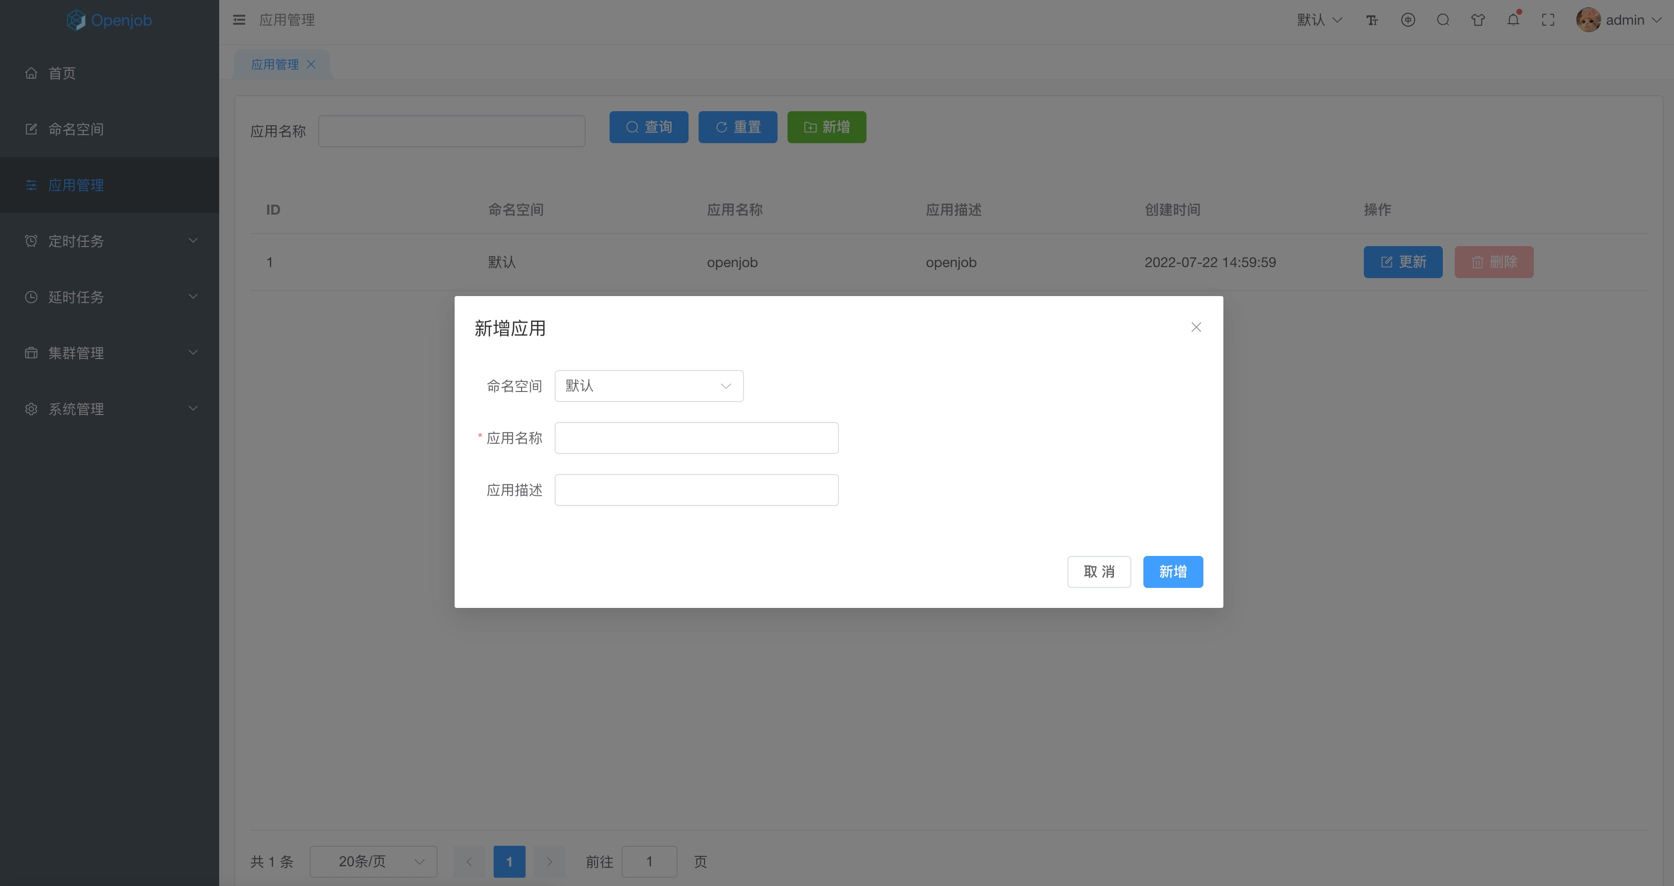 Openjob
首页
命名空间
应用管理
定时任务
延时任务
集群管理
系统管理
应用管理
默认
admin
应用管理
应用名称
查询
重置
新增
ID 命名空间 应用名称 应用描述 创建时间 操作
1 默认 openjob openjob 2022-07-22 14:59:59 更新 删除
新增应用
命名空间 默认
* 应用名称
应用描述
取 消 新增
共 1 条 20条/页 1 前往 1 页